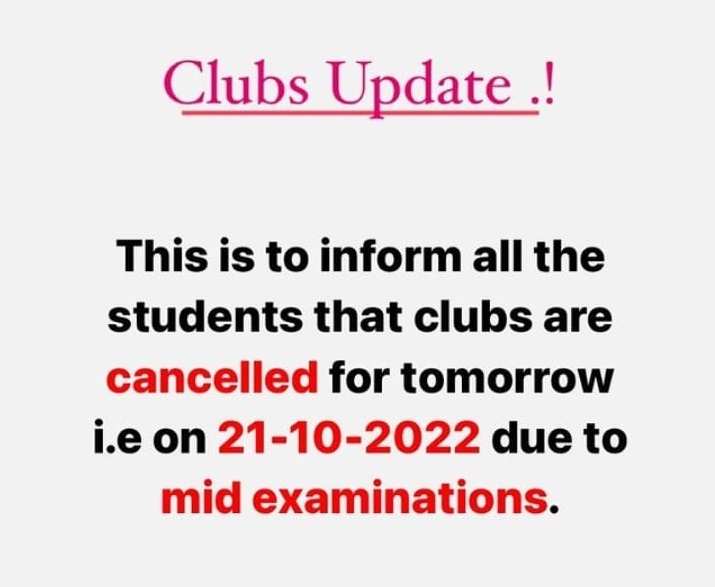 Clubs Update .!
This is to inform all the
students that clubs are
cancelled for tomorrow
i.e on 21-10-2022 due to
mid examinations.